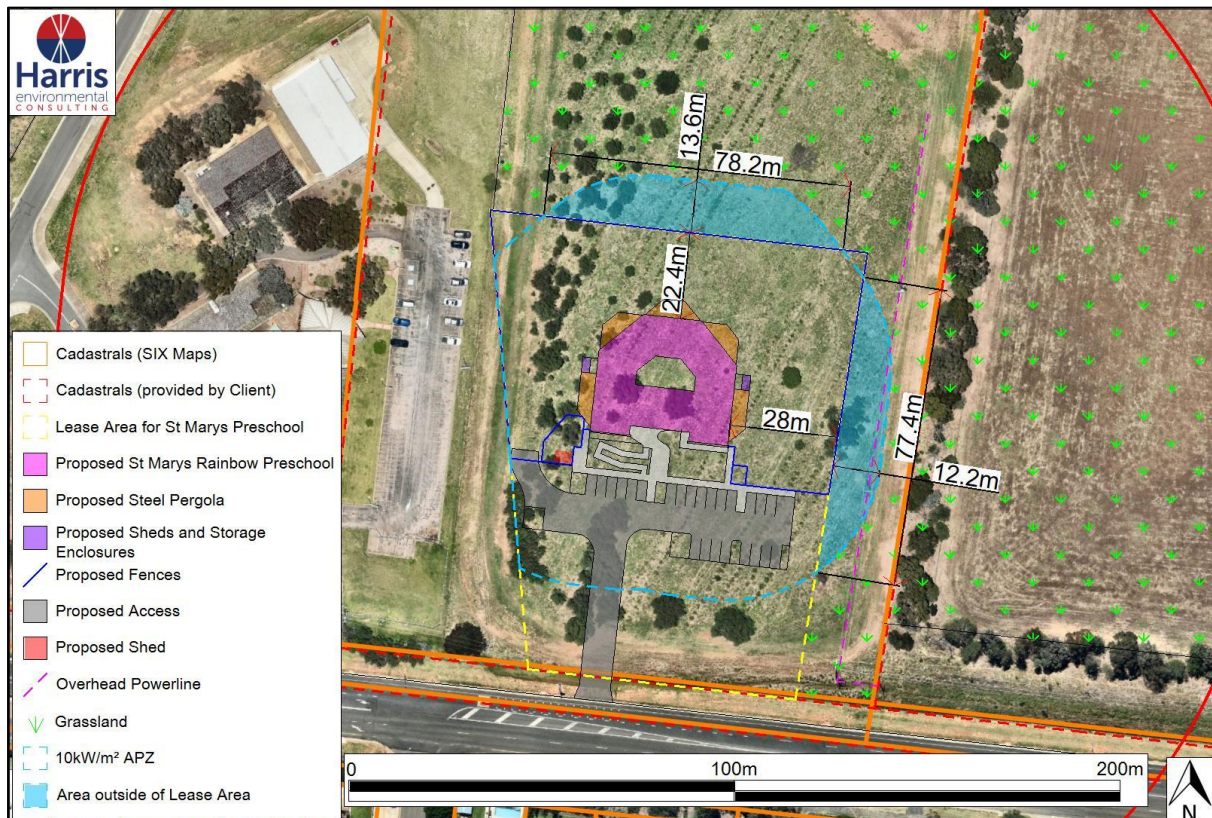 Harris
environmental
CONSULTING
13.6m
78.2m
22.4m
28m
77.4m
12.2m
Cadastrals (SIX Maps)
Cadastrals (provided by Client)
Lease Area for St Marys Preschool
Proposed St Marys Rainbow Preschool
Proposed Steel Pergola
Proposed Sheds and Storage
Enclosures
Proposed Fences
Proposed Access
Proposed Shed
Overhead Powerline
Grassland
10kW/m² APZ
Area outside of Lease Area
0 100m 200m
N